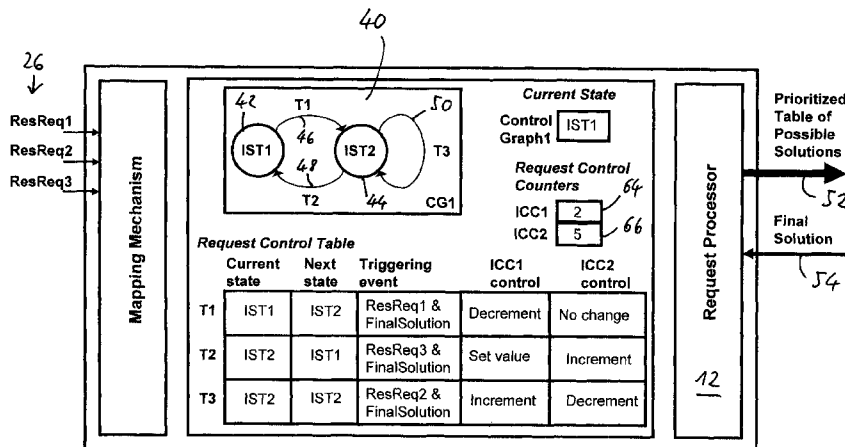 26
ResReq1
ResReq2
ResReq3
Mapping Mechanism
40
42
T1
46
IST1
48
T2
IST2
44
50
T3
CG1
Current State
Control
Graph1
IST1
Request Control
Counters
ICC1
2
64
ICC2
5
66
Request Control Table
Current state
Next state
Triggering event
ICC1 control
ICC2 control
T1
IST1
IST2
ResReq1 & FinalSolution
Decrement
No change
T2
IST2
IST1
ResReq3 & FinalSolution
Set value
Increment
T3
IST2
IST2
ResReq2 & FinalSolution
Increment
Decrement
Request Processor
12
Prioritized
Table of
Possible
Solutions
52
Final
Solution
54